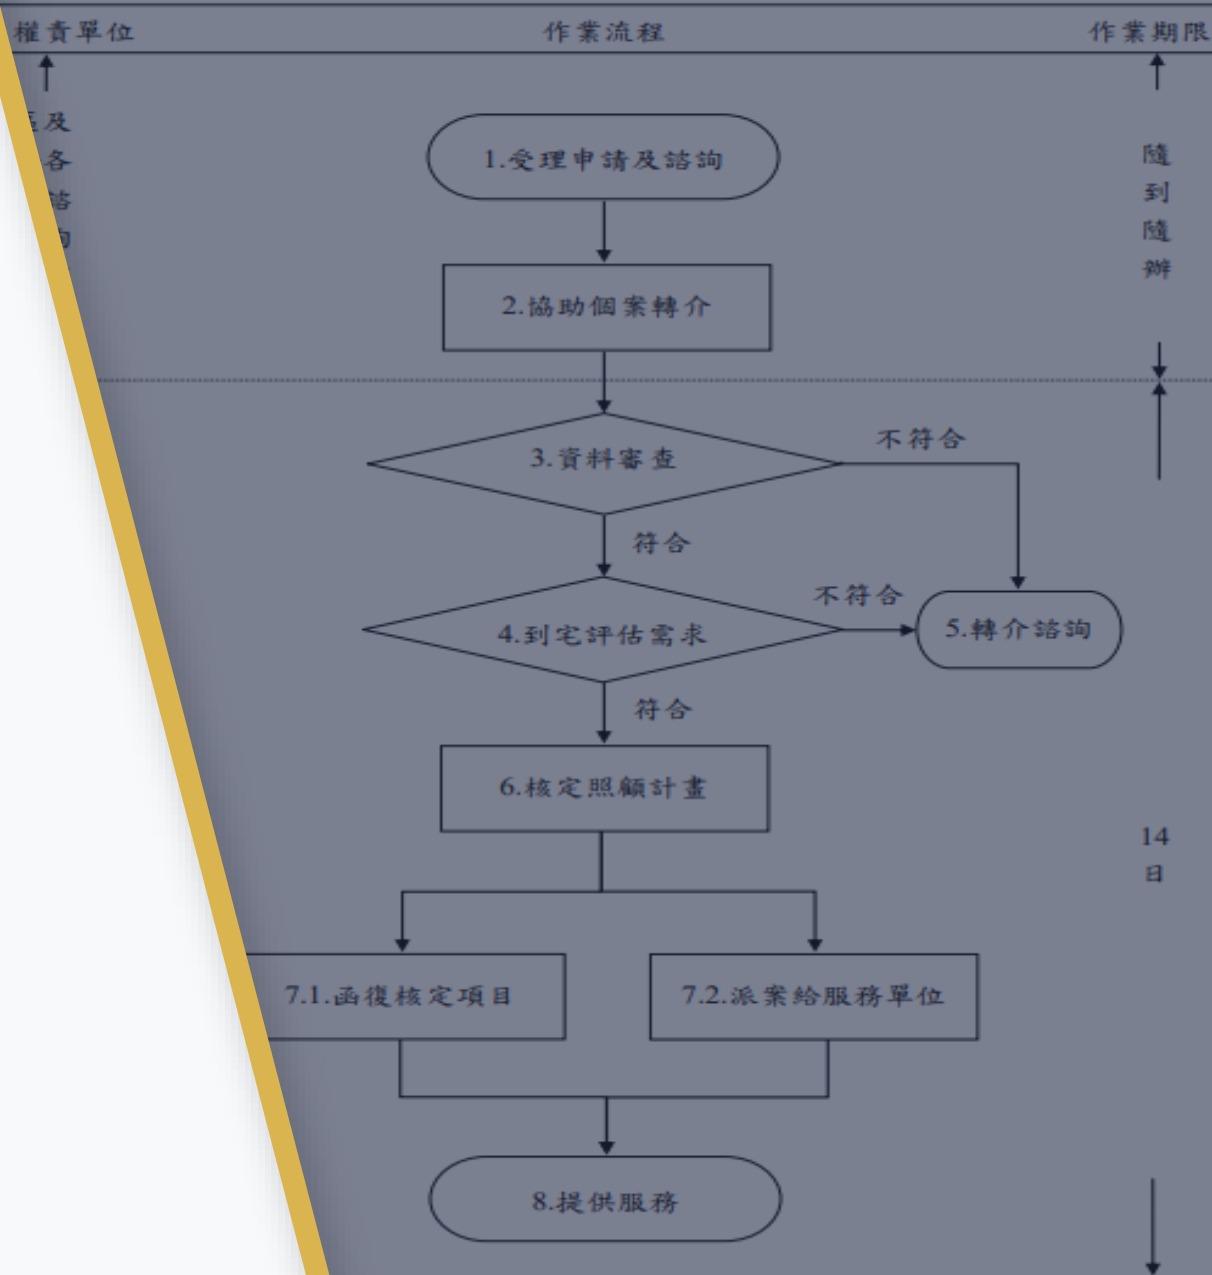 權責單位
作業流程
作業期限
及
各
諮
1.受理申請及諮詢
隨
到
隨
辦
2.協助個案轉介
3.資料審查
不符合
符合
不符合
4.到宅評估需求
5.轉介諮詢
符合
6.核定照顧計畫
14
日
7.1.函復核定項目
7.2.派案給服務單位
8.提供服務